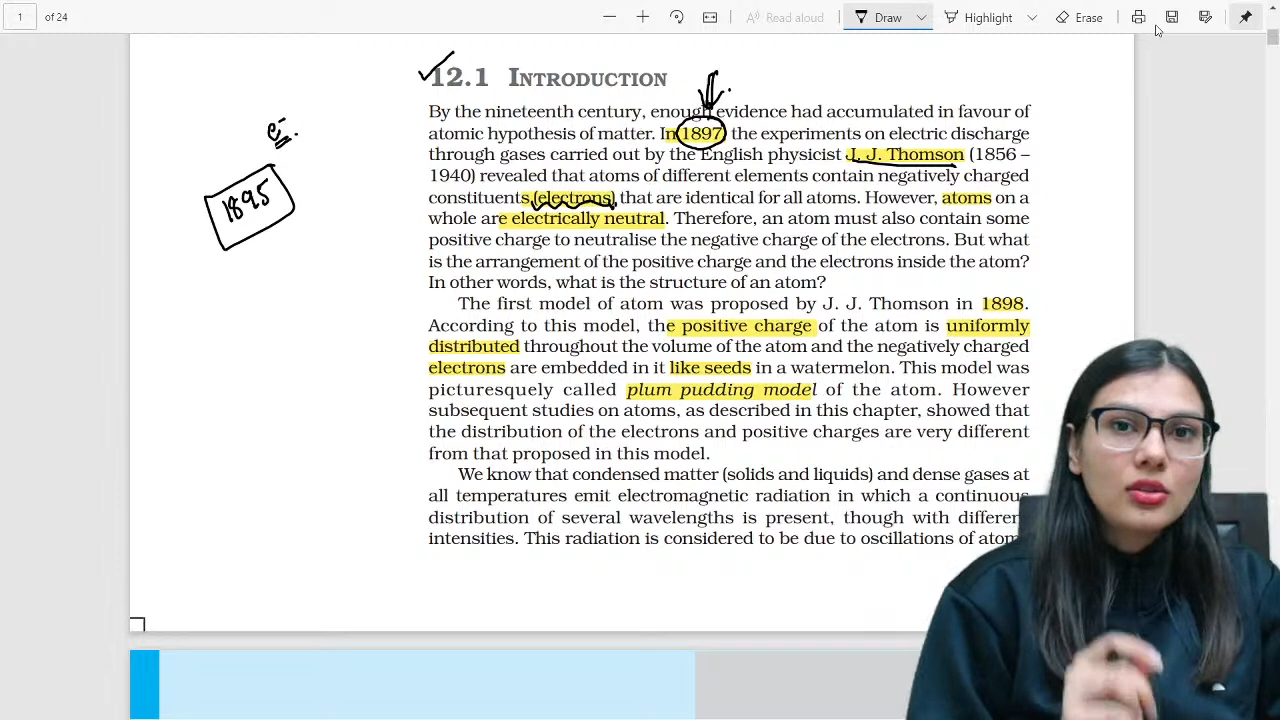 1 of 24 Read aloud Draw Highlight Erase
12.1 INTRODUCTION
By the nineteenth century, enough evidence had accumulated in favour of
atomic hypothesis of matter. In 1897, the experiments on electric discharge
through gases carried out by the English physicist J. J. Thomson (1856 –
1940) revealed that atoms of different elements contain negatively charged
constituents (electrons) that are identical for all atoms. However, atoms on a
whole are electrically neutral. Therefore, an atom must also contain some
positive charge to neutralise the negative charge of the electrons. But what
is the arrangement of the positive charge and the electrons inside the atom?
In other words, what is the structure of an atom?
The first model of atom was proposed by J. J. Thomson in 1898.
According to this model, the positive charge of the atom is uniformly
distributed throughout the volume of the atom and the negatively charged
electrons are embedded in it like seeds in a watermelon. This model was
picturesquely called plum pudding model of the atom. However
subsequent studies on atoms, as described in this chapter, showed that
the distribution of the electrons and positive charges are very different
from that proposed in this model.
We know that condensed matter (solids and liquids) and dense gases at
all temperatures emit electromagnetic radiation in which a continuous
distribution of several wavelengths is present, though with different
intensities. This radiation is considered to be due to oscillations of atom
e-
1895